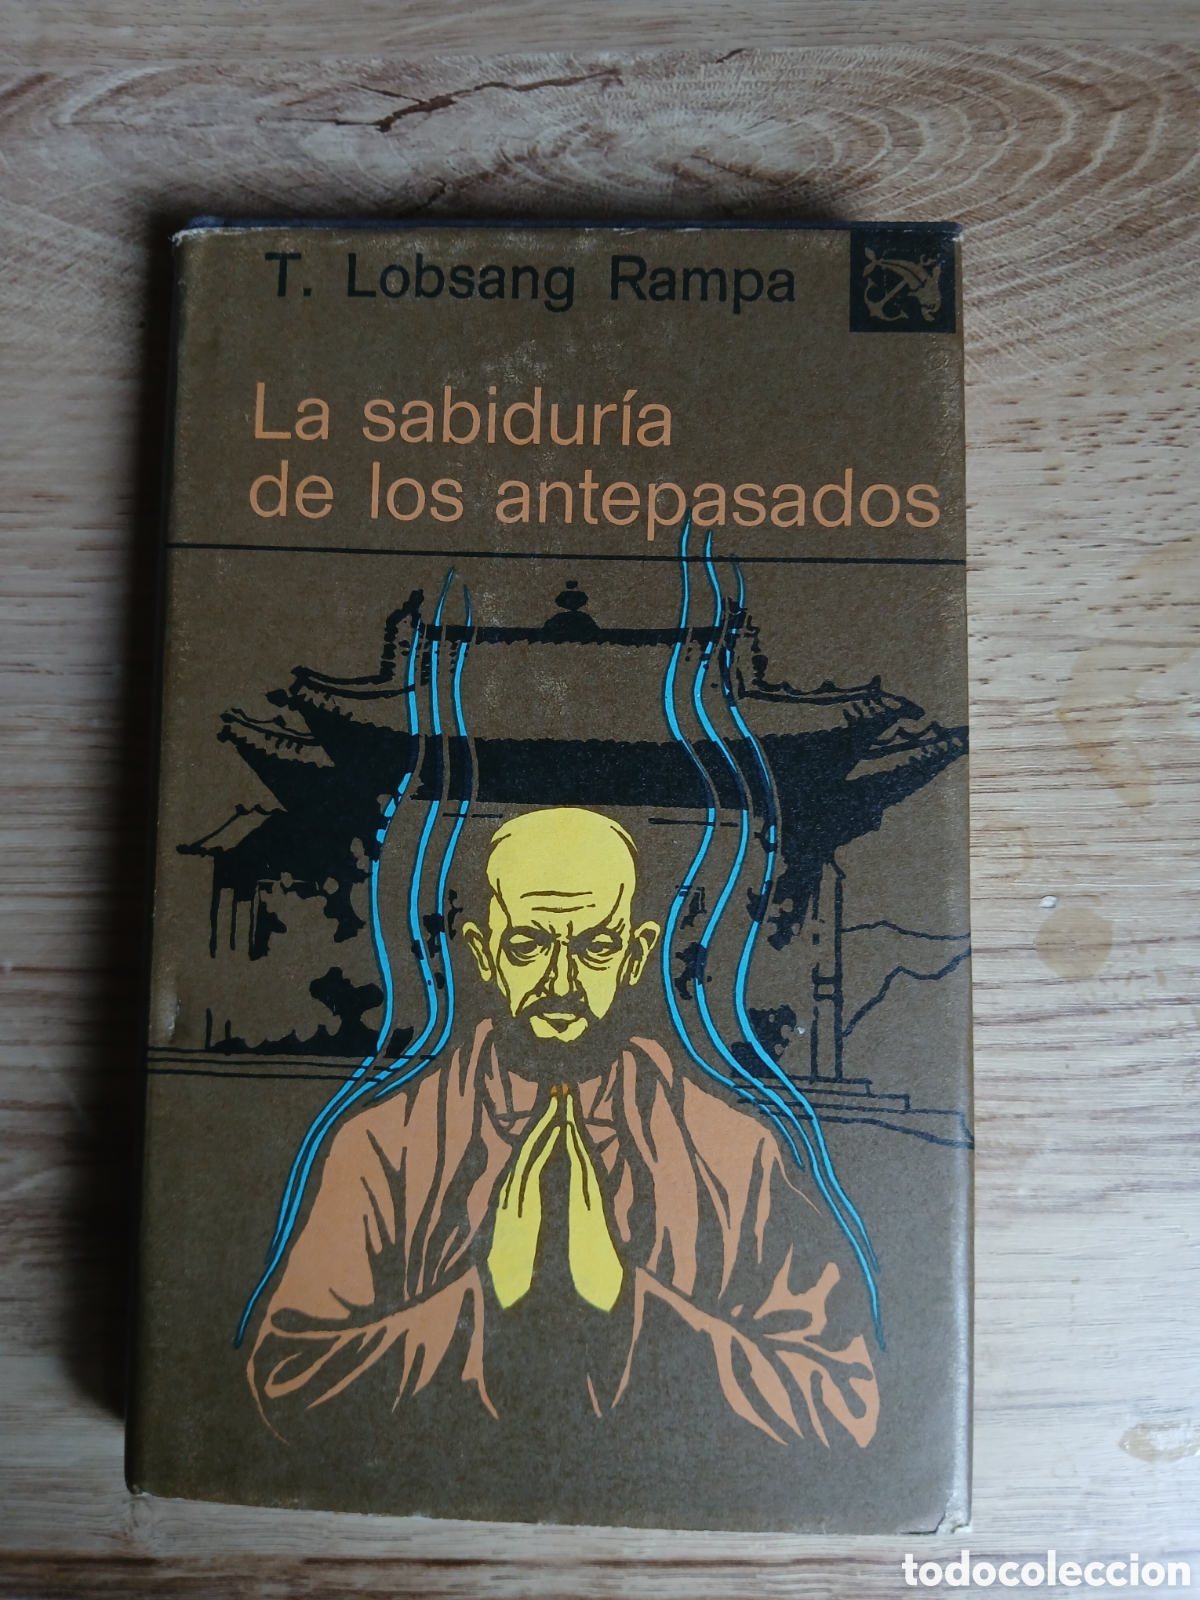 T. Lobsang Rampa
La sabiduría
de los antepasados
todocoleccion